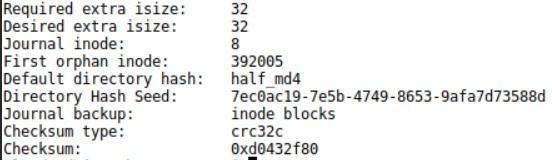 Required extra isize:     32
Desired extra isize:      32
Journal inode:            8
First orphan inode:       392005
Default directory hash:   half_md4
Directory Hash Seed:      7ec0ac19-7e5b-4749-8653-9afa7d73588d
Journal backup:           inode blocks
Checksum type:            crc32c
Checksum:                 0xd0432f80